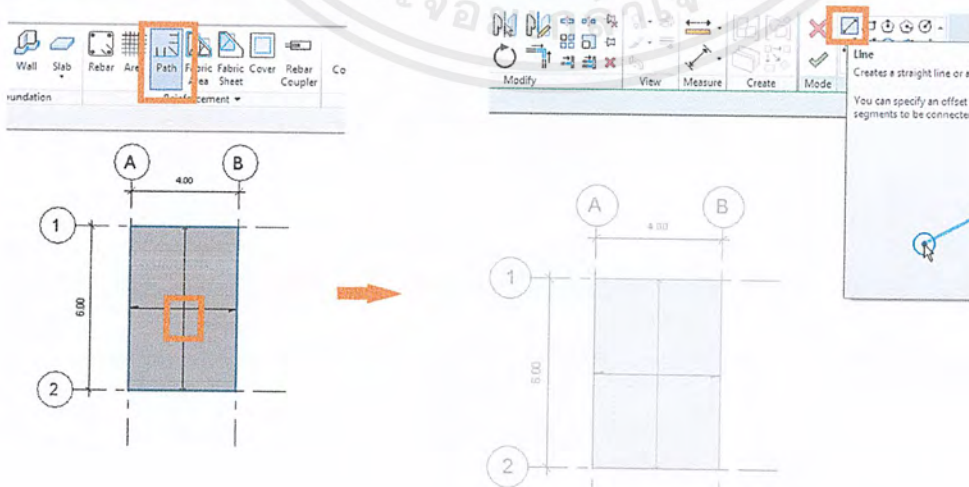 Wall Slab Rebar Path Fabric Fabric Cover Rebar
Area Sheet Coupler
Reinforcement
A B
4.00
1
6.00
2
Modify View Measure Create Mode
Line
Creates a straight line or a
You can specify an offset
segments to be connecte
A B
4.00
1
6.00
2